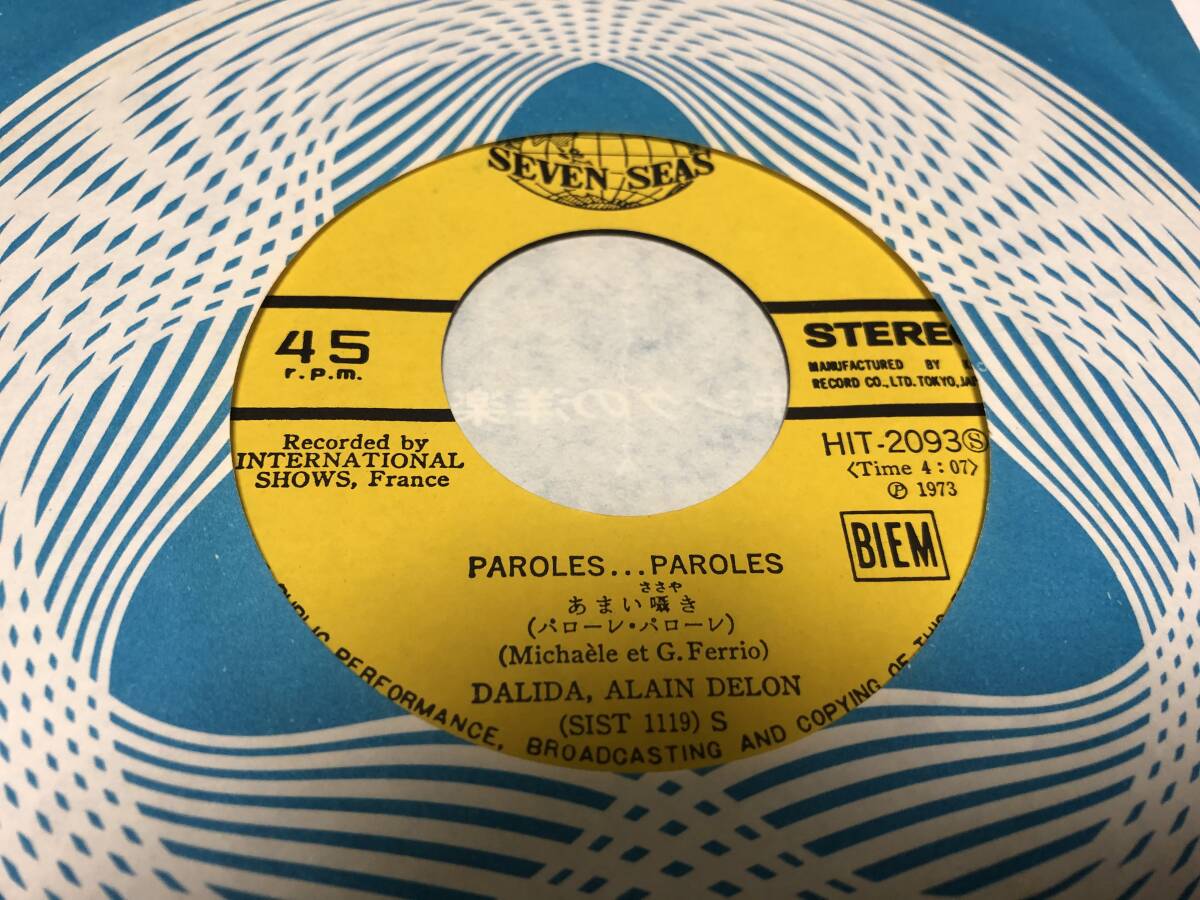 SEVEN SEAS
45
r.p.m.
STEREO
MANUFACTURED BY
RECORD CO., LTD. TOKYO, JA
Recorded by
INTERNATIONAL
SHOWS, France
HIT-2093Ⓢ
〈Time 4:07〉
Ⓟ 1973
BIEM
PAROLES...PAROLES
ささや
あまい囁き
(パローレ・パローレ)
(Michaèle et G. Ferrio)
DALIDA, ALAIN DELON
(SIST 1119) S
PUBLIC PERFORMANCE, BROADCASTING AND COPYING OF THIS